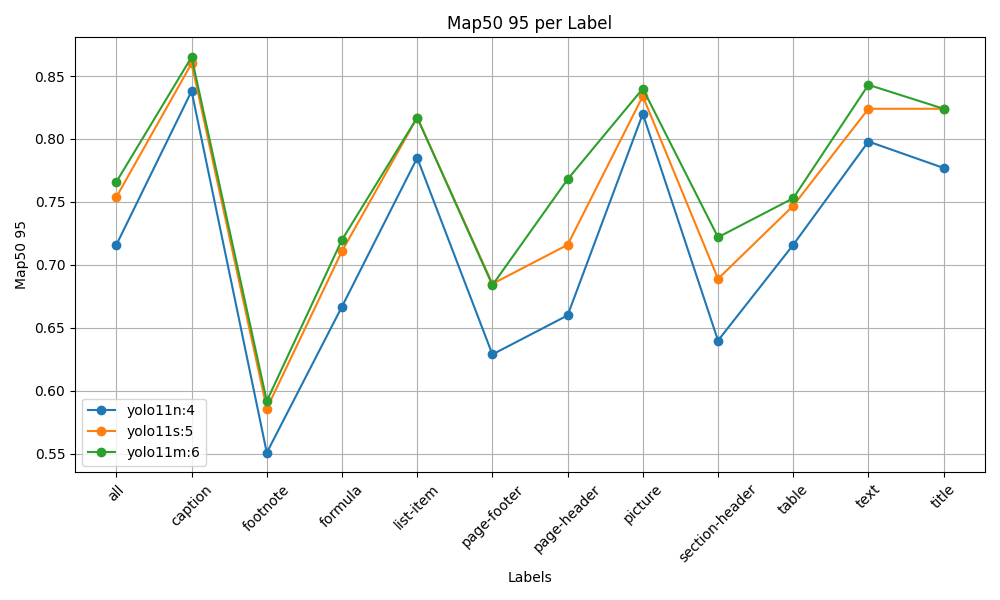 Map50 95 per Label
Map50 95
0.85
0.80
0.75
0.70
0.65
0.60
0.55
yolo11n:4
yolo11s:5
yolo11m:6
all
caption
footnote
formula
list-item
page-footer
page-header
picture
section-header
table
text
title
Labels